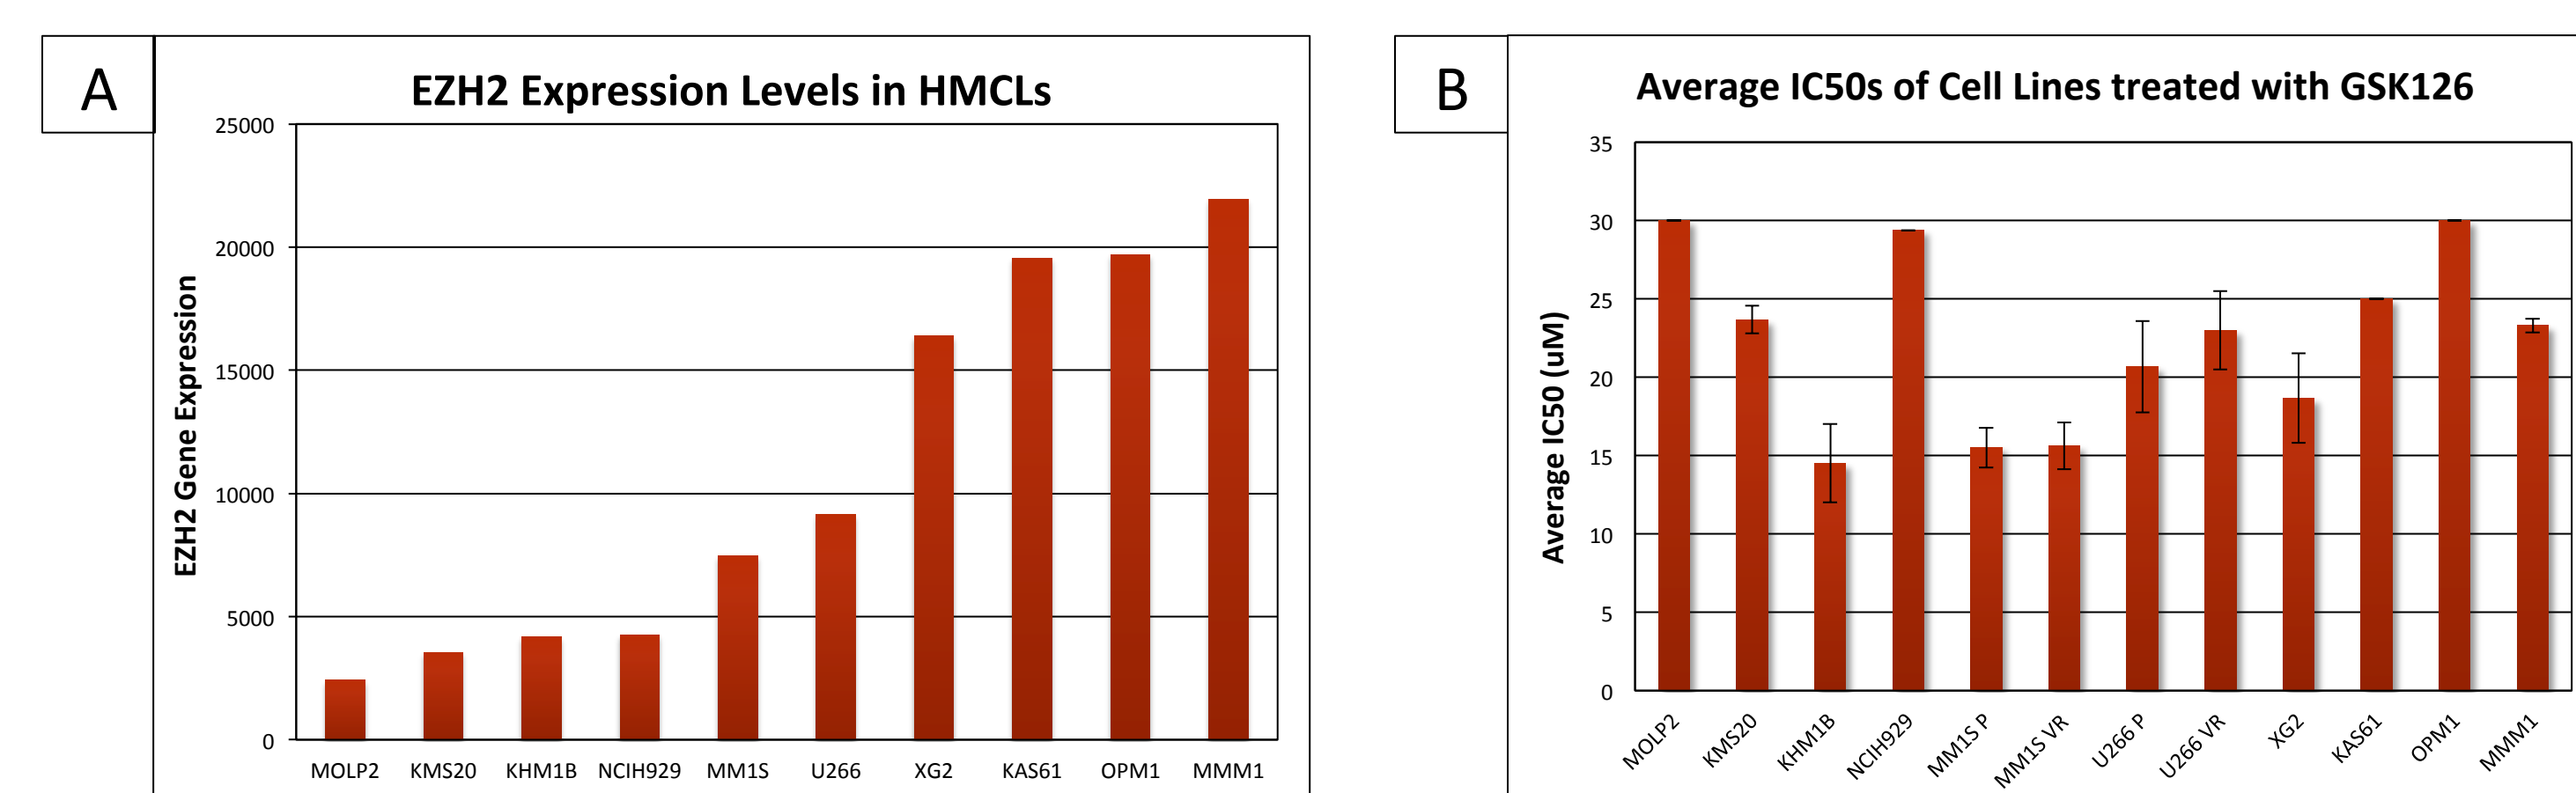 A
EZH2 Expression Levels in HMCLs
EZH2 Gene Expression
25000
20000
15000
10000
5000
0
MOLP2 KMS20 KHM1B NCIH929 MM1S U266 XG2 KAS61 OPM1 MMM1
B
Average IC50s of Cell Lines treated with GSK126
Average IC50 (uM)
35
30
25
20
15
10
5
0
MOLP2 KMS20 KHM1B NCIH929 MM1S P MM1S VR U266 P U266 VR XG2 KAS61 OPM1 MMM1